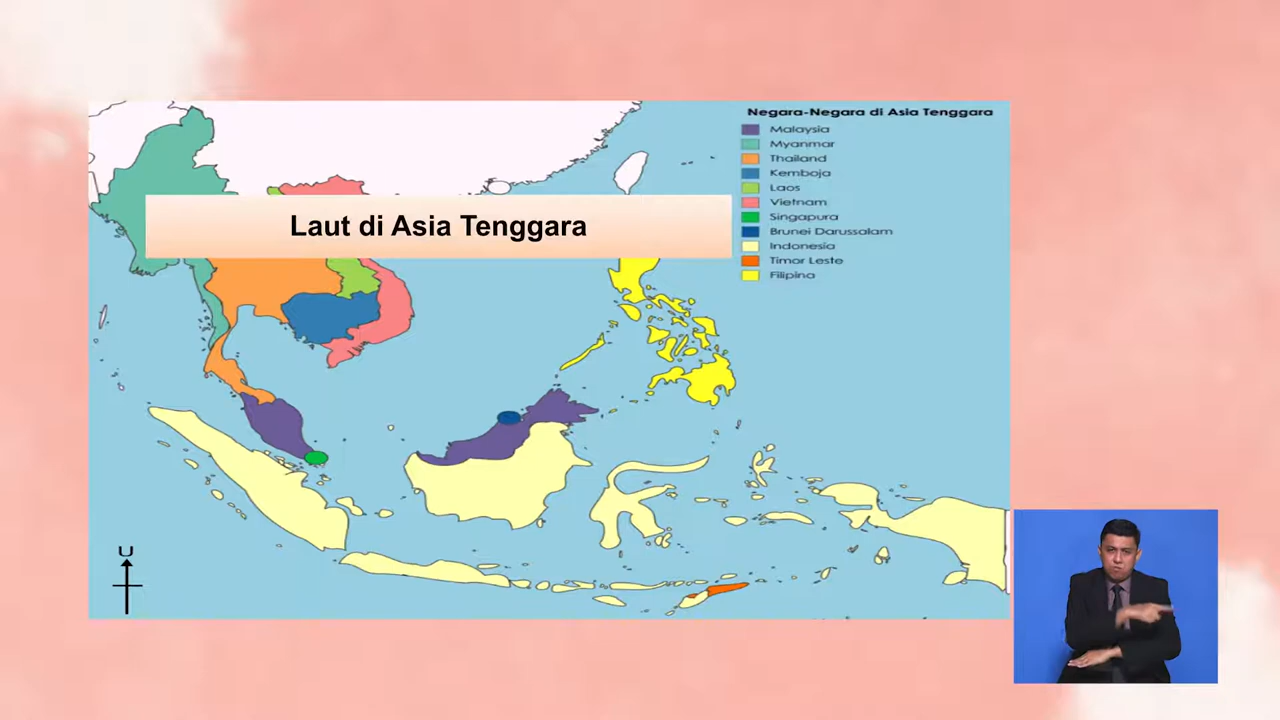 Negara-Negara di Asia Tenggara
Malaysia
Myanmar
Thailand
Kemboja
Laos
Vietnam
Singapura
Brunei Darussalam
Indonesia
Timor Leste
Filipina
Laut di Asia Tenggara
U